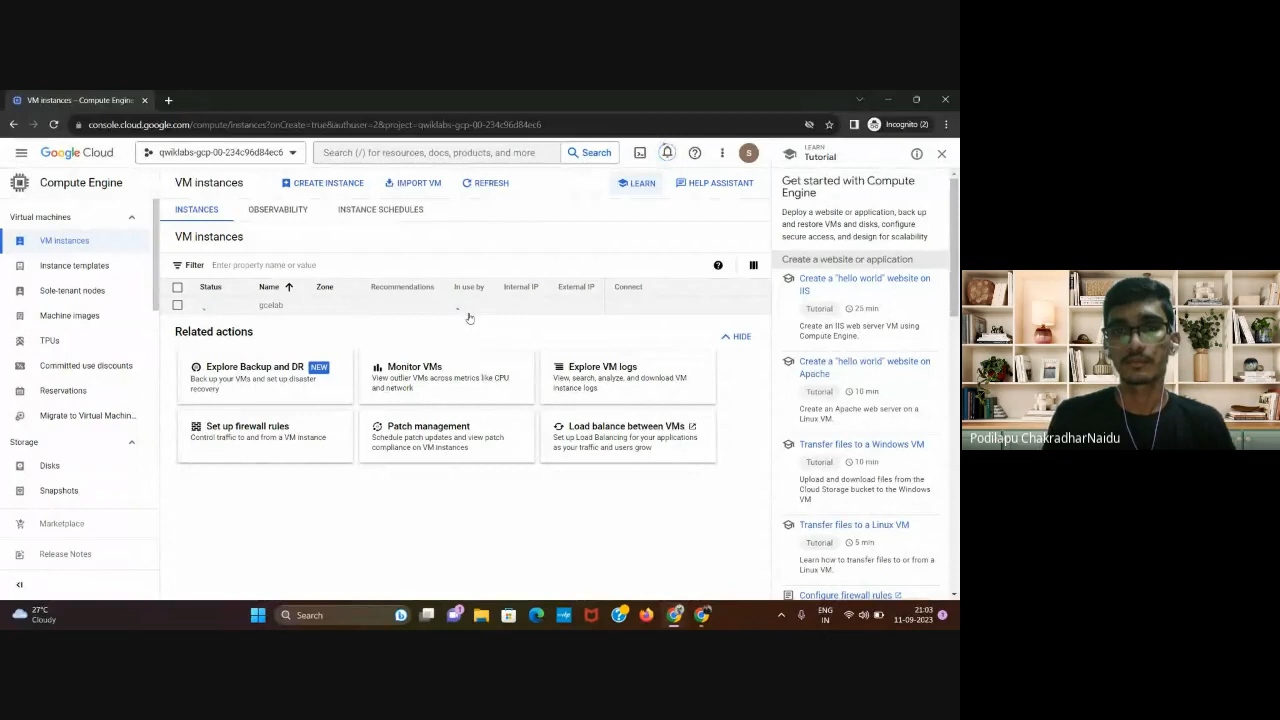 VM instances – Compute Engine
console.cloud.google.com/compute/instances?onCreate=true&authuser=2&project=qwiklabs-gcp-00-234c96d84ec6
Incognito (2)
Google Cloud
qwiklabs-gcp-00-234c96d84ec6
Search (/) for resources, docs, products, and more
Search
S
LEARN
Tutorial
Compute Engine
VM instances
CREATE INSTANCE
IMPORT VM
REFRESH
LEARN
HELP ASSISTANT
Virtual machines
VM instances
Instance templates
Sole-tenant nodes
Machine images
TPUs
Committed use discounts
Reservations
Migrate to Virtual Machin...
Storage
Disks
Snapshots
Marketplace
Release Notes
INSTANCES
OBSERVABILITY
INSTANCE SCHEDULES
VM instances
Filter
Enter property name or value
Status
Name
Zone
Recommendations
In use by
Internal IP
External IP
Connect
gcelab
Related actions
HIDE
Explore Backup and DR NEW
Back up your VMs and set up disaster
recovery
Monitor VMs
View outlier VMs across metrics like CPU
and network
Explore VM logs
View, search, analyze, and download VM
instance logs
Set up firewall rules
Control traffic to and from a VM instance
Patch management
Schedule patch updates and view patch
compliance on VM instances
Load balance between VMs
Set up Load Balancing for your applications
as your traffic and users grow
Get started with Compute
Engine
Deploy a website or application, back up
and restore VMs and disks, configure
secure access, and design for scalability
Create a website or application
Create a "hello world" website on
IIS
Tutorial
25 min
Create an IIS web server VM using
Compute Engine.
Create a "hello world" website on
Apache
Tutorial
10 min
Create an Apache web server on a
Linux VM.
Transfer files to a Windows VM
Tutorial
10 min
Upload and download files from the
Cloud Storage bucket to the Windows
VM
Transfer files to a Linux VM
Tutorial
5 min
Learn how to transfer files to or from a
Linux VM.
Configure firewall rules
27°C
Cloudy
Search
ENG
IN
21:03
11-09-2023
Podilapu ChakradharNaidu